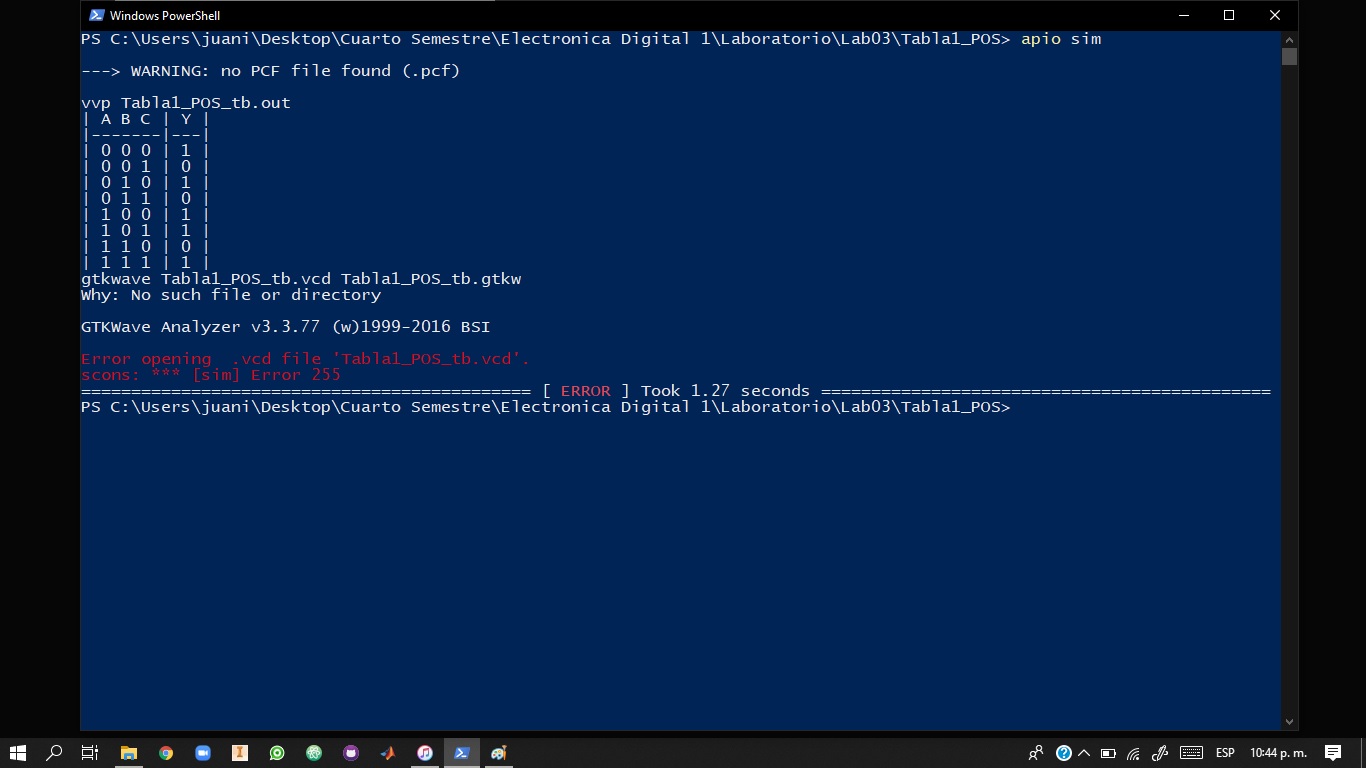 Windows PowerShell
PS C:\Users\juani\Desktop\Cuarto Semestre\Electronica Digital 1\Laboratorio\Lab03\Tabla1_POS> apio sim
---> WARNING: no PCF file found (.pcf)
vvp Tabla1_POS_tb.out
| A B C | Y |
|-------|---|
| 0 0 0 | 1 |
| 0 0 1 | 0 |
| 0 1 0 | 1 |
| 0 1 1 | 0 |
| 1 0 0 | 1 |
| 1 0 1 | 1 |
| 1 1 0 | 0 |
| 1 1 1 | 1 |
gtkwave Tabla1_POS_tb.vcd Tabla1_POS_tb.gtkw
Why: No such file or directory
GTKWave Analyzer v3.3.77 (w)1999-2016 BSI
Error opening  .vcd file 'Tabla1_POS_tb.vcd'.
scons: *** [sim] Error 255
============================================= [ ERROR ] Took 1.27 seconds =============================================
PS C:\Users\juani\Desktop\Cuarto Semestre\Electronica Digital 1\Laboratorio\Lab03\Tabla1_POS>
ESP
10:44 p. m.